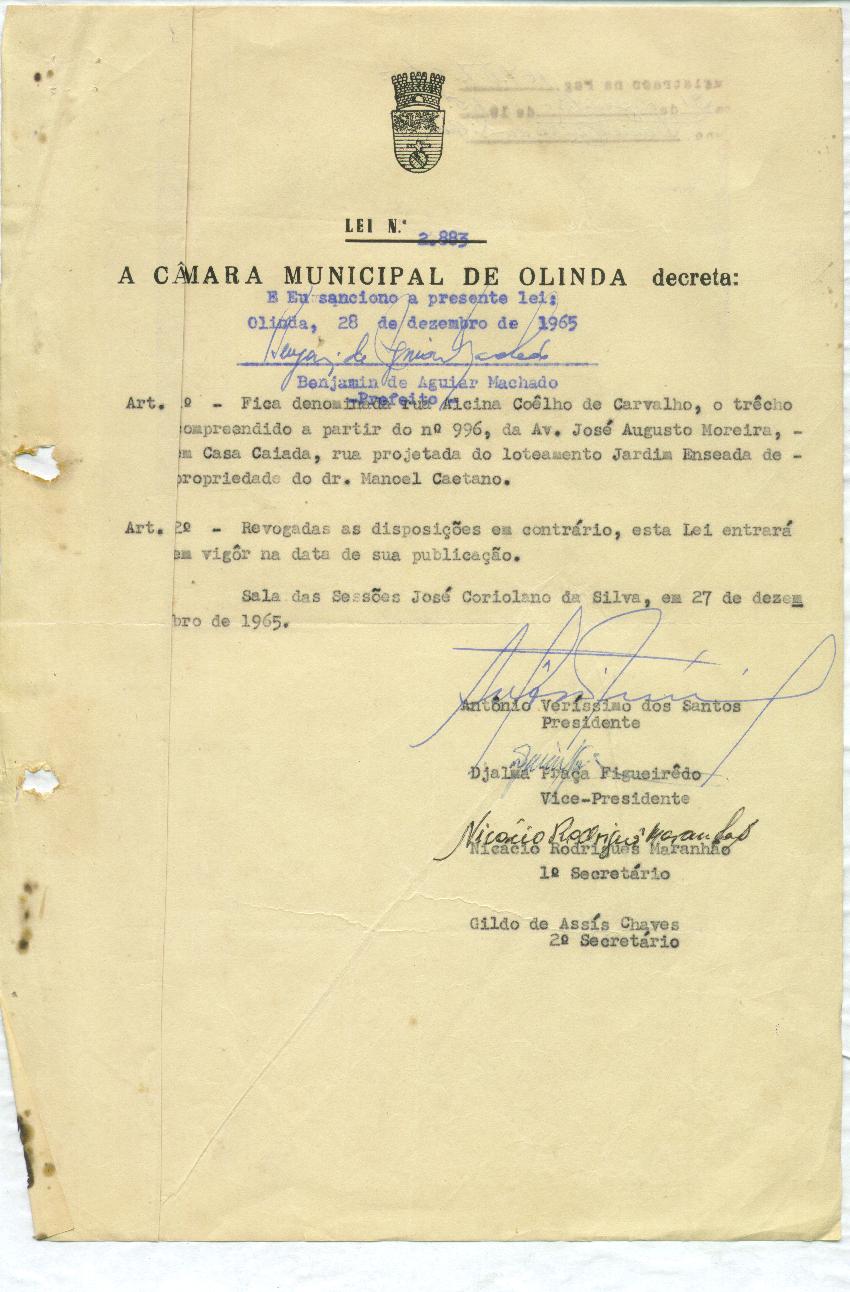 LEI N.º 2.883
A CÂMARA MUNICIPAL DE OLINDA decreta:
E Eu sanciono a presente lei:
Olinda, 28 de dezembro de 1965
Benjamin de Aguiar Machado
-Prefeito-
Art. º - Fica denominada rua Alcina Coêlho de Carvalho, o trêcho
compreendido a partir do nº 996, da Av. José Augusto Moreira, -
em Casa Caiada, rua projetada do loteamento Jardim Enseada de -
propriedade do dr. Manoel Caetano.
Art. 2º - Revogadas as disposições em contrário, esta Lei entrará
em vigôr na data de sua publicação.
Sala das Sessões José Coriolano da Silva, em 27 de dezem
bro de 1965.
Antônio Veríssimo dos Santos
Presidente
Djalma Praça Figueirêdo
Vice-Presidente
Nicácio Rodrigues Maranhão
Nicácio Rodrigues Maranhão
1º Secretário
Gildo de Assís Chaves
2º Secretário